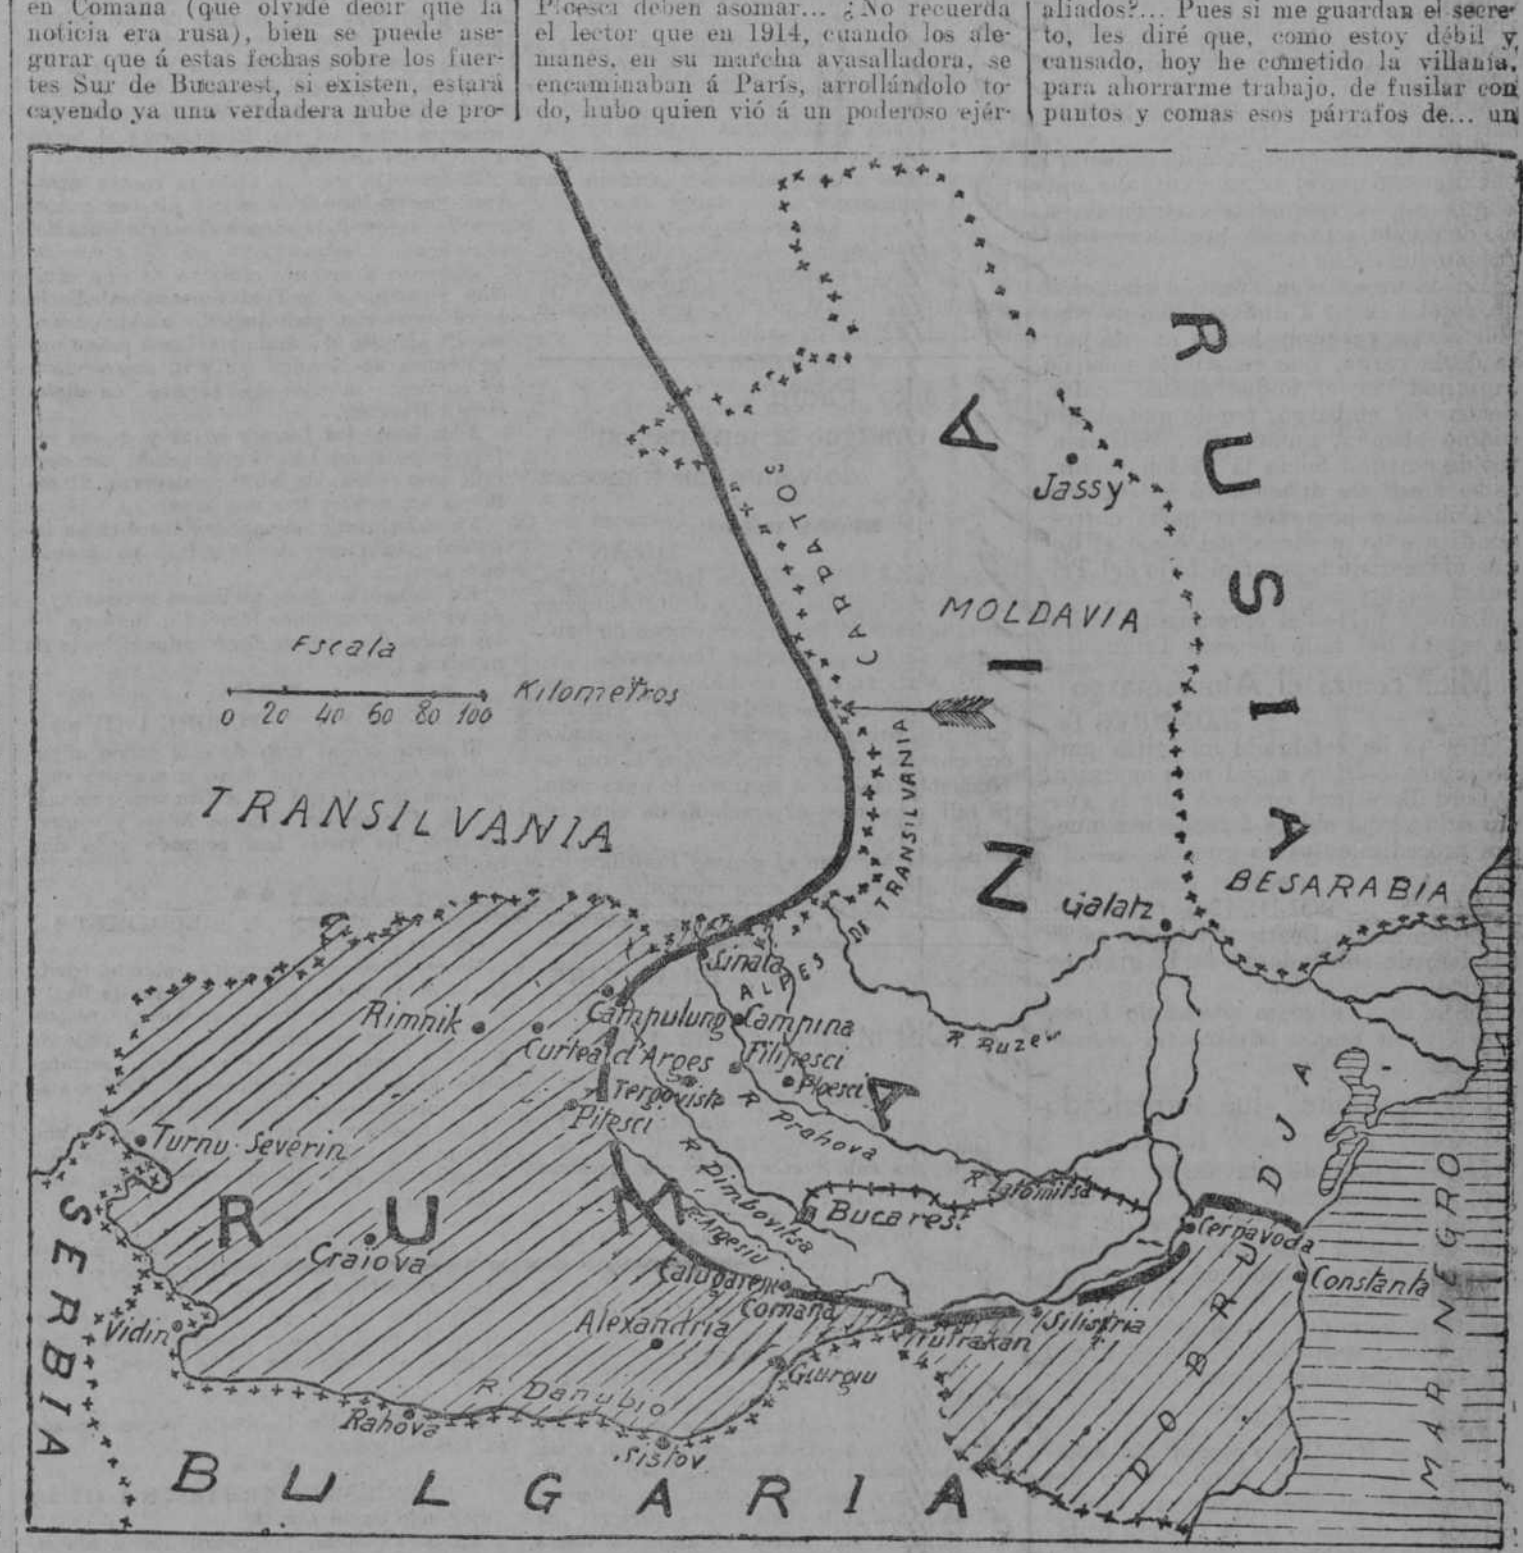 en Comana (que olvidé decir que la
noticia era rusa), bien se puede ase-
gurar que á estas fechas sobre los fuer-
tes Sur de Bucarest, si existen, estará
cayendo ya una verdadera nube de pro-
Ploesci deben asomar... ¿No recuerda
el lector que en 1914, cuando los ale-
manes, en su marcha avasalladora, se
encaminaban á París, arrollándolo to-
do, hubo quien vió á un poderoso ejér-
aliados?... Pues si me guardan el secre-
to, les diré que, como estoy débil y
cansado, hoy he cometido la villanía,
para ahorrarme trabajo, de fusilar con
puntos y comas esos párrafos de... un
RUSIA
Jassy
CARPATOS
MOLDAVIA
Escala
0 20 40 60 80 100
Kilometros
TRANSILVANIA
ALPES DE TRANSILVANIA
BESARABIA
Galatz
Sinaia
Rimnik
Campulung
Campina
R Buzeu
Curtea d'Arges
Filipesci
Tergoviste
Ploesci
Pitesci
R Prahova
Turnu-Severin
R Dimbovitsa
R Ialomitsa
RUMANIA
Bucarest
R. Argesiu
Craiova
Cernavoda
Constanta
Calugareni
Comana
Alexandria
Silistria
Tutrakan
Vidin
Giurgiu
R Danubio
Rahova
Sistov
SERBIA
BULGARIA
DOBRUDJA
MAR NEGRO